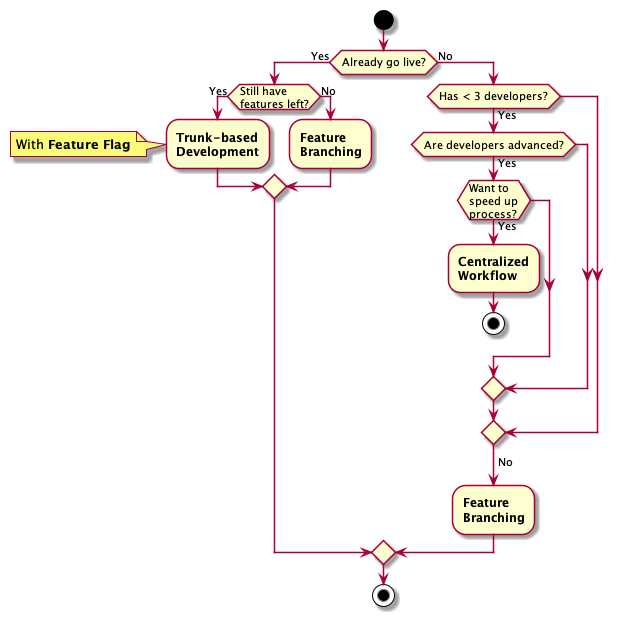 Already go live?
Yes
No
Still have
features left?
Yes
No
Has < 3 developers?
Yes
With Feature Flag
Trunk-based
Development
Feature
Branching
Are developers advanced?
Yes
Want to
speed up
process?
Yes
Centralized
Workflow
No
Feature
Branching